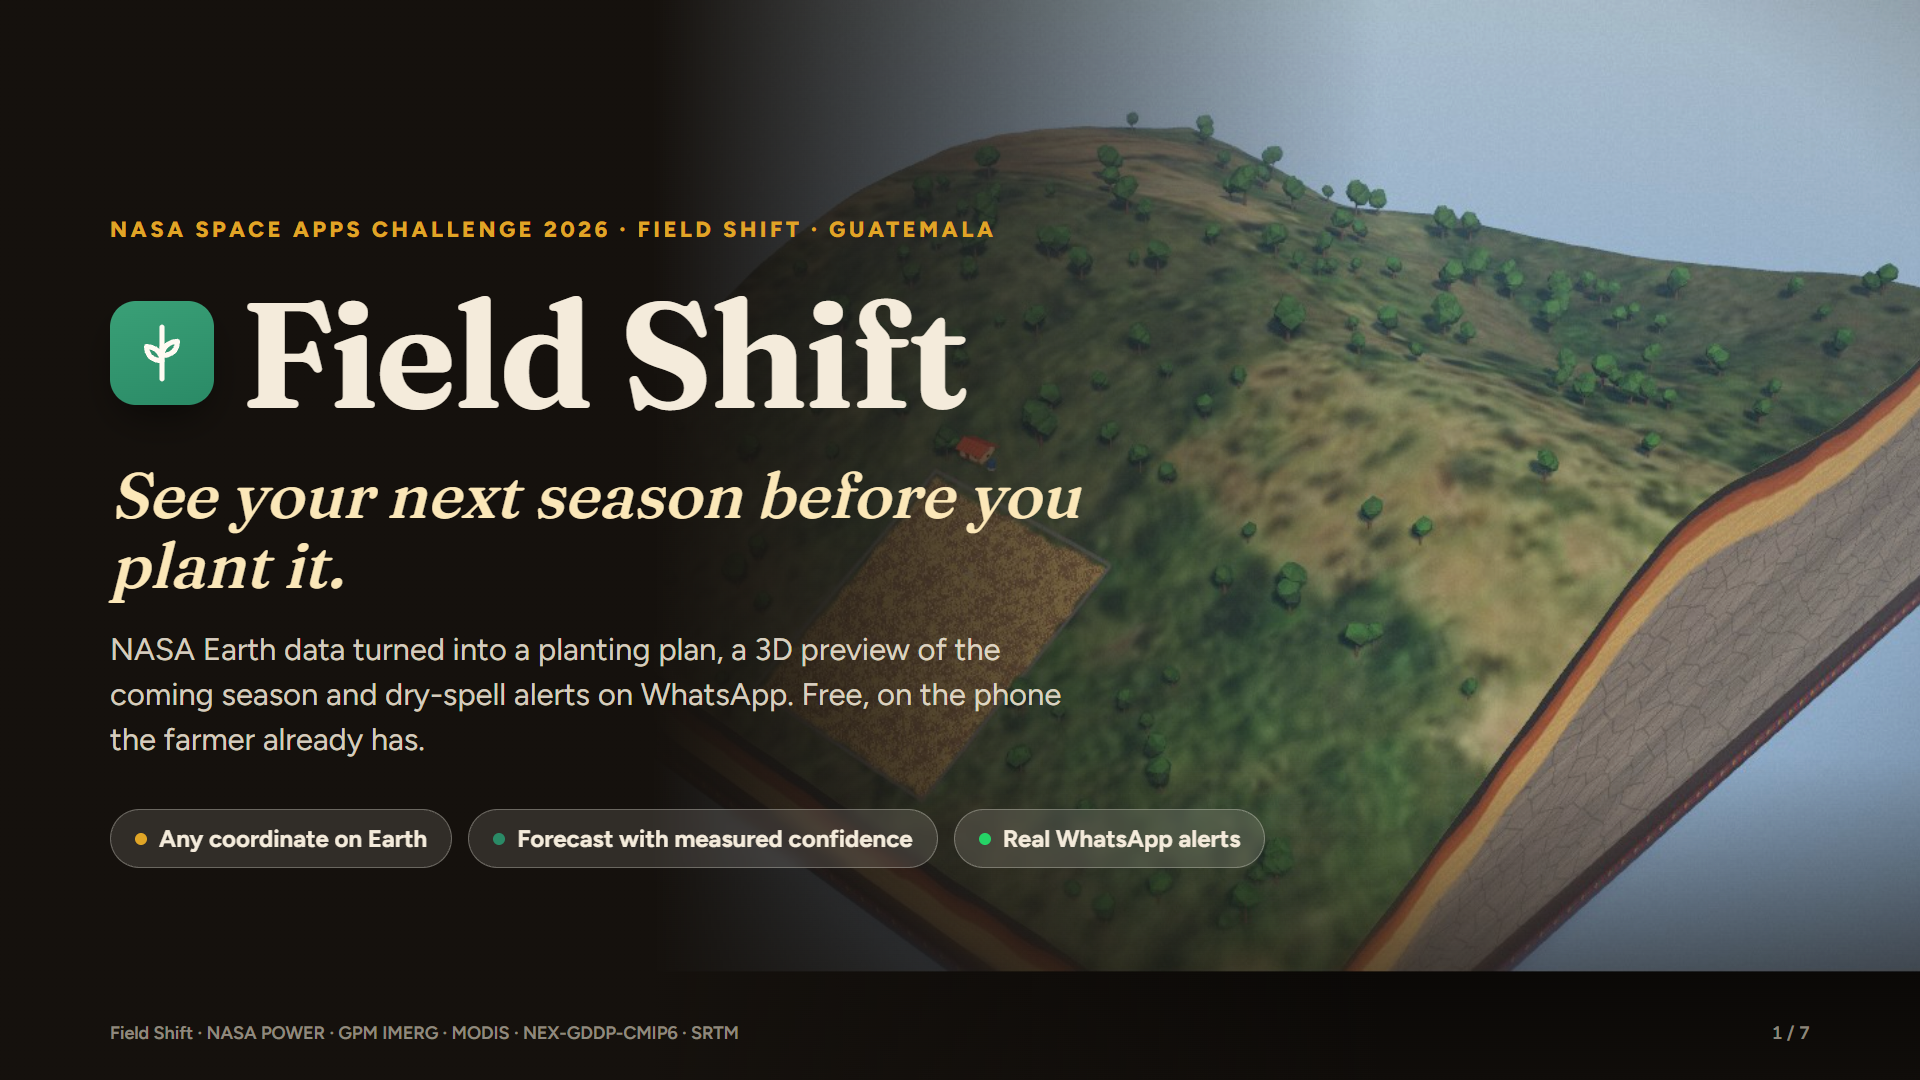 NASA SPACE APPS CHALLENGE 2026 · FIELD SHIFT · GUATEMALA
Field Shift
See your next season before you
plant it.
NASA Earth data turned into a planting plan, a 3D preview of the
coming season and dry-spell alerts on WhatsApp. Free, on the phone
the farmer already has.
Any coordinate on Earth
Forecast with measured confidence
Real WhatsApp alerts
Field Shift · NASA POWER · GPM IMERG · MODIS · NEX-GDDP-CMIP6 · SRTM
1 / 7